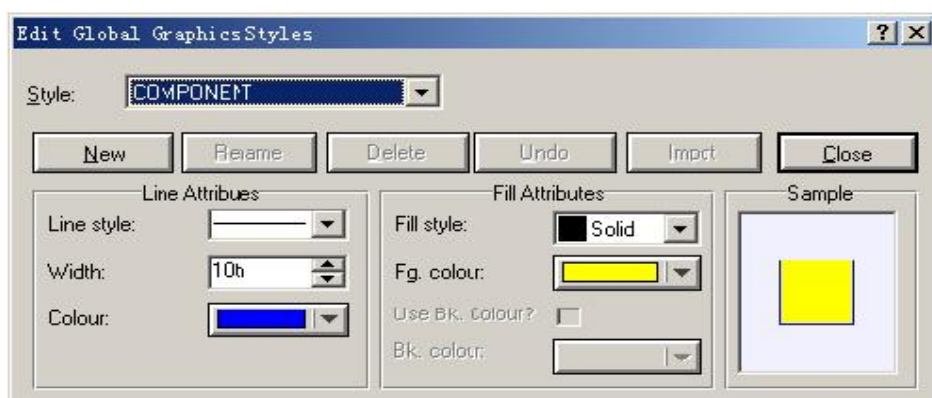 Edit Global GraphicsStyles
Style: COMPONENT
New Rename Delete Undo Import Close
Line Attribues Fill Attributes Sample
Line style: Fill style: Solid
Width: 10h Fg. colour:
Colour: Use Bk. Colour?
Bk. colour: